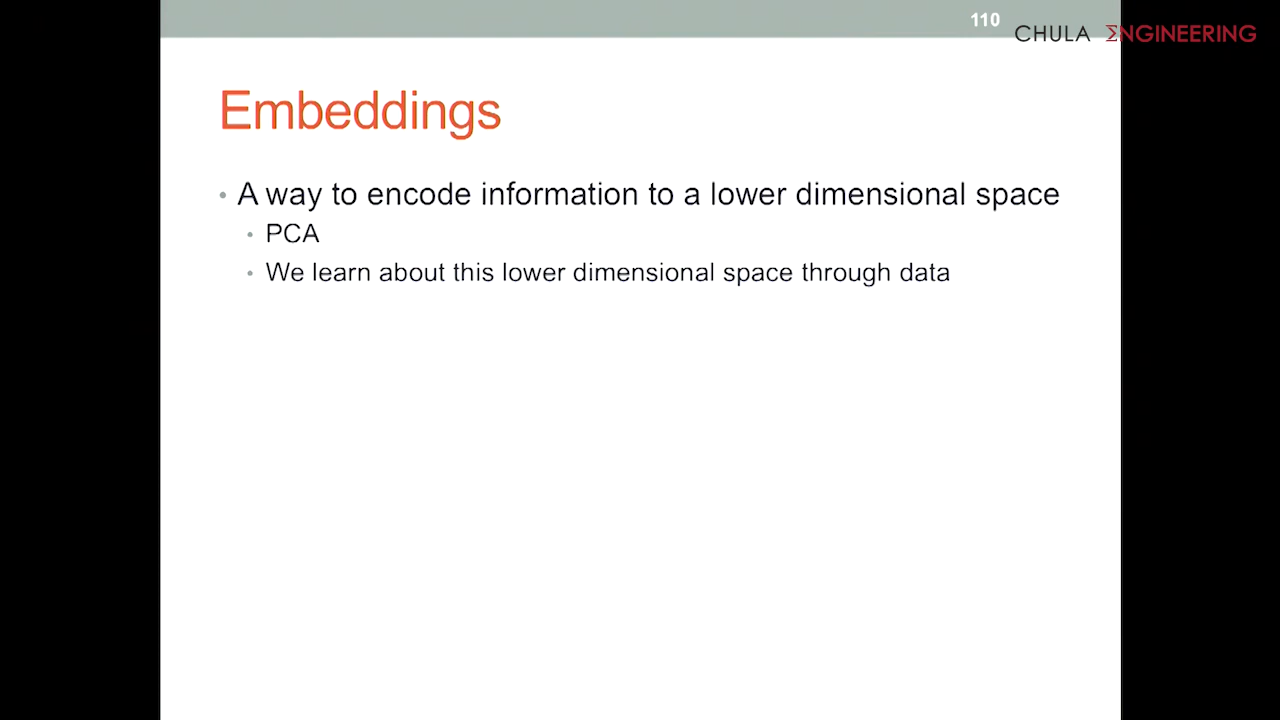 110
CHULA ΣNGINEERING
Embeddings
• A way to encode information to a lower dimensional space
• PCA
• We learn about this lower dimensional space through data